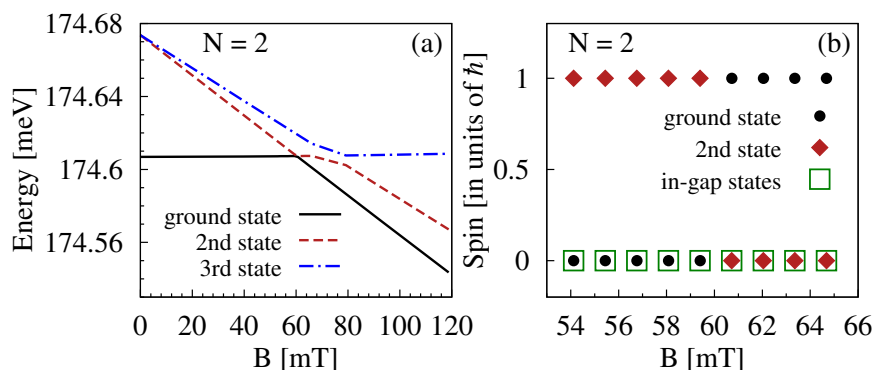 N = 2
(a)
Energy [meV]
174.68
174.64
174.6
174.56
ground state
2nd state
3rd state
0 20 40 60 80 100 120
B [mT]
N = 2
(b)
Spin [in units of ℏ]
1
0.5
0
ground state
2nd state
in-gap states
54 56 58 60 62 64 66
B [mT]